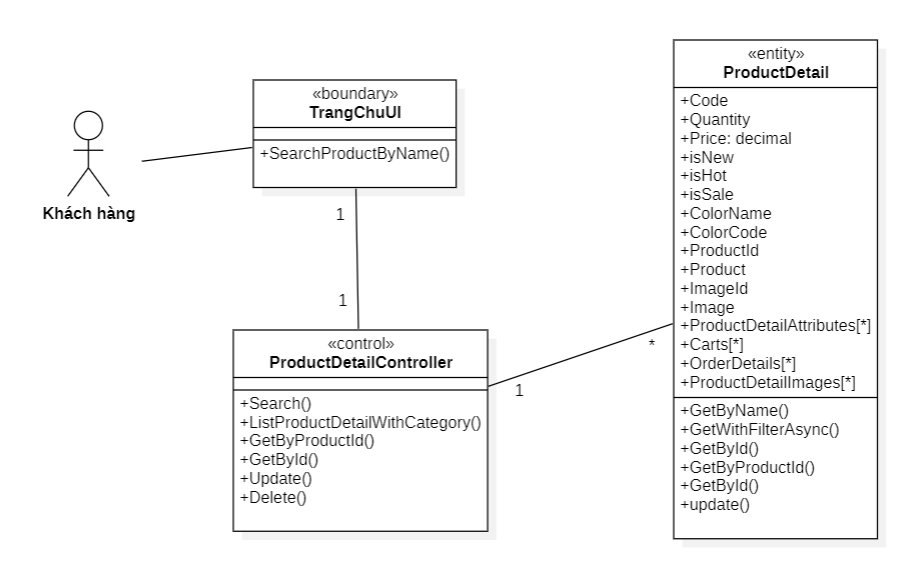 «boundary»
TrangChuUI
+SearchProductByName()
Khách hàng
1
1
«control»
ProductDetailController
+Search()
+ListProductDetailWithCategory()
+GetByProductId()
+GetById()
+Update()
+Delete()
1
*
«entity»
ProductDetail
+Code
+Quantity
+Price: decimal
+isNew
+isHot
+isSale
+ColorName
+ColorCode
+ProductId
+Product
+ImageId
+Image
+ProductDetailAttributes[*]
+Carts[*]
+OrderDetails[*]
+ProductDetailImages[*]
+GetByName()
+GetWithFilterAsync()
+GetById()
+GetByProductId()
+GetById()
+update()